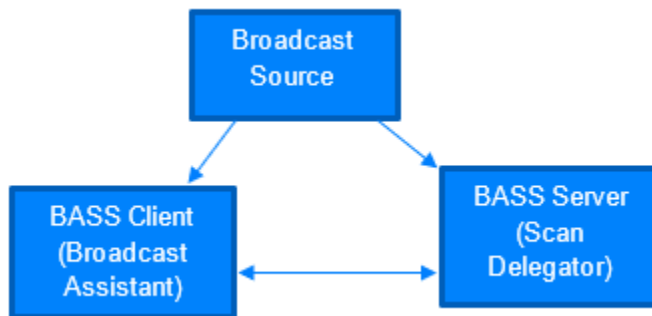 Broadcast
Source
BASS Client
(Broadcast
Assistant)
BASS Server
(Scan
Delegator)